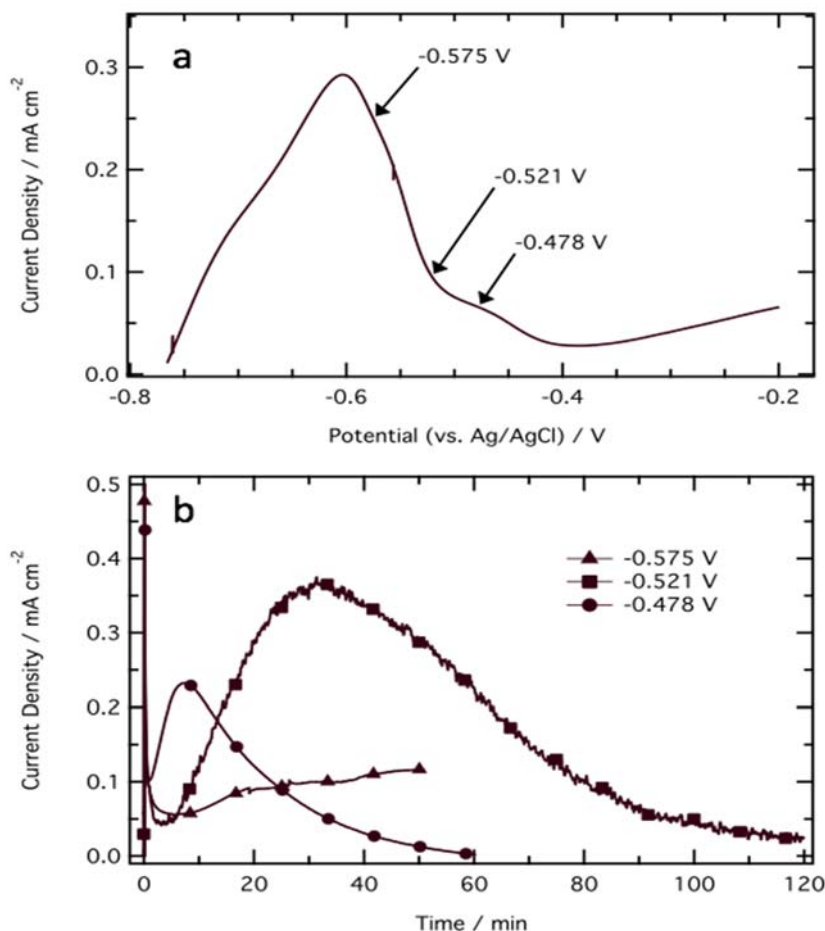 a
-0.575 V
-0.521 V
-0.478 V
0.3
0.2
0.1
0.0
Current Density / mA cm⁻²
-0.8 -0.6 -0.4 -0.2
Potential (vs. Ag/AgCl) / V
b
-0.575 V
-0.521 V
-0.478 V
0.5
0.4
0.3
0.2
0.1
0.0
Current Density / mA cm⁻²
0 20 40 60 80 100 120
Time / min